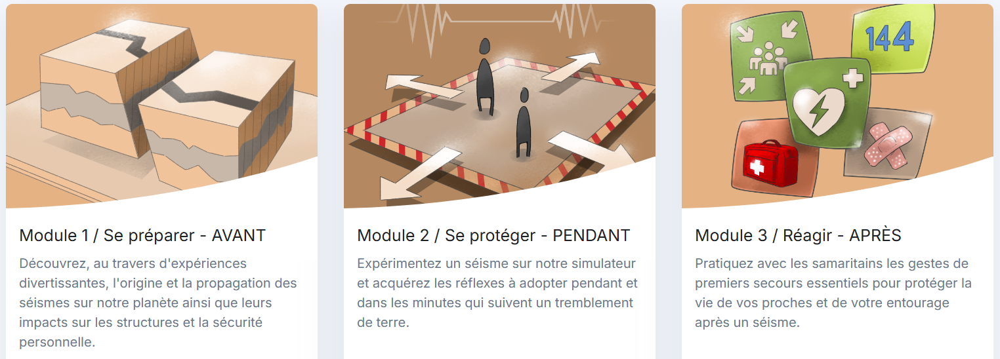 144
Module 1 / Se préparer - AVANT
Découvrez, au travers d'expériences
divertissantes, l'origine et la propagation des
séismes sur notre planète ainsi que leurs
impacts sur les structures et la sécurité
personnelle.
Module 2 / Se protéger - PENDANT
Expérimentez un séisme sur notre simulateur
et acquérez les réflexes à adopter pendant et
dans les minutes qui suivent un tremblement
de terre.
Module 3 / Réagir - APRÈS
Pratiquez avec les samaritains les gestes de
premiers secours essentiels pour protéger la
vie de vos proches et de votre entourage
après un séisme.